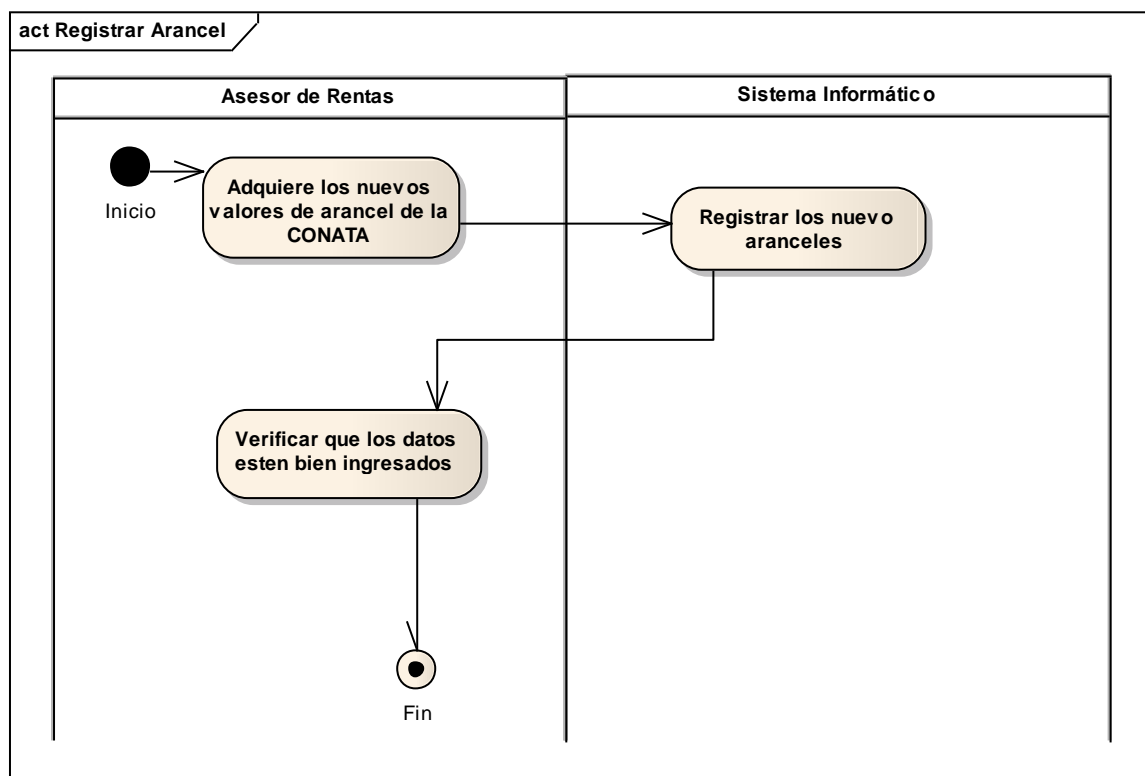 act Registrar Arancel
Asesor de Rentas
Sistema Informático
Inicio
Adquiere los nuevos
valores de arancel de la
CONATA
Registrar los nuevo
aranceles
Verificar que los datos
esten bien ingresados
Fin